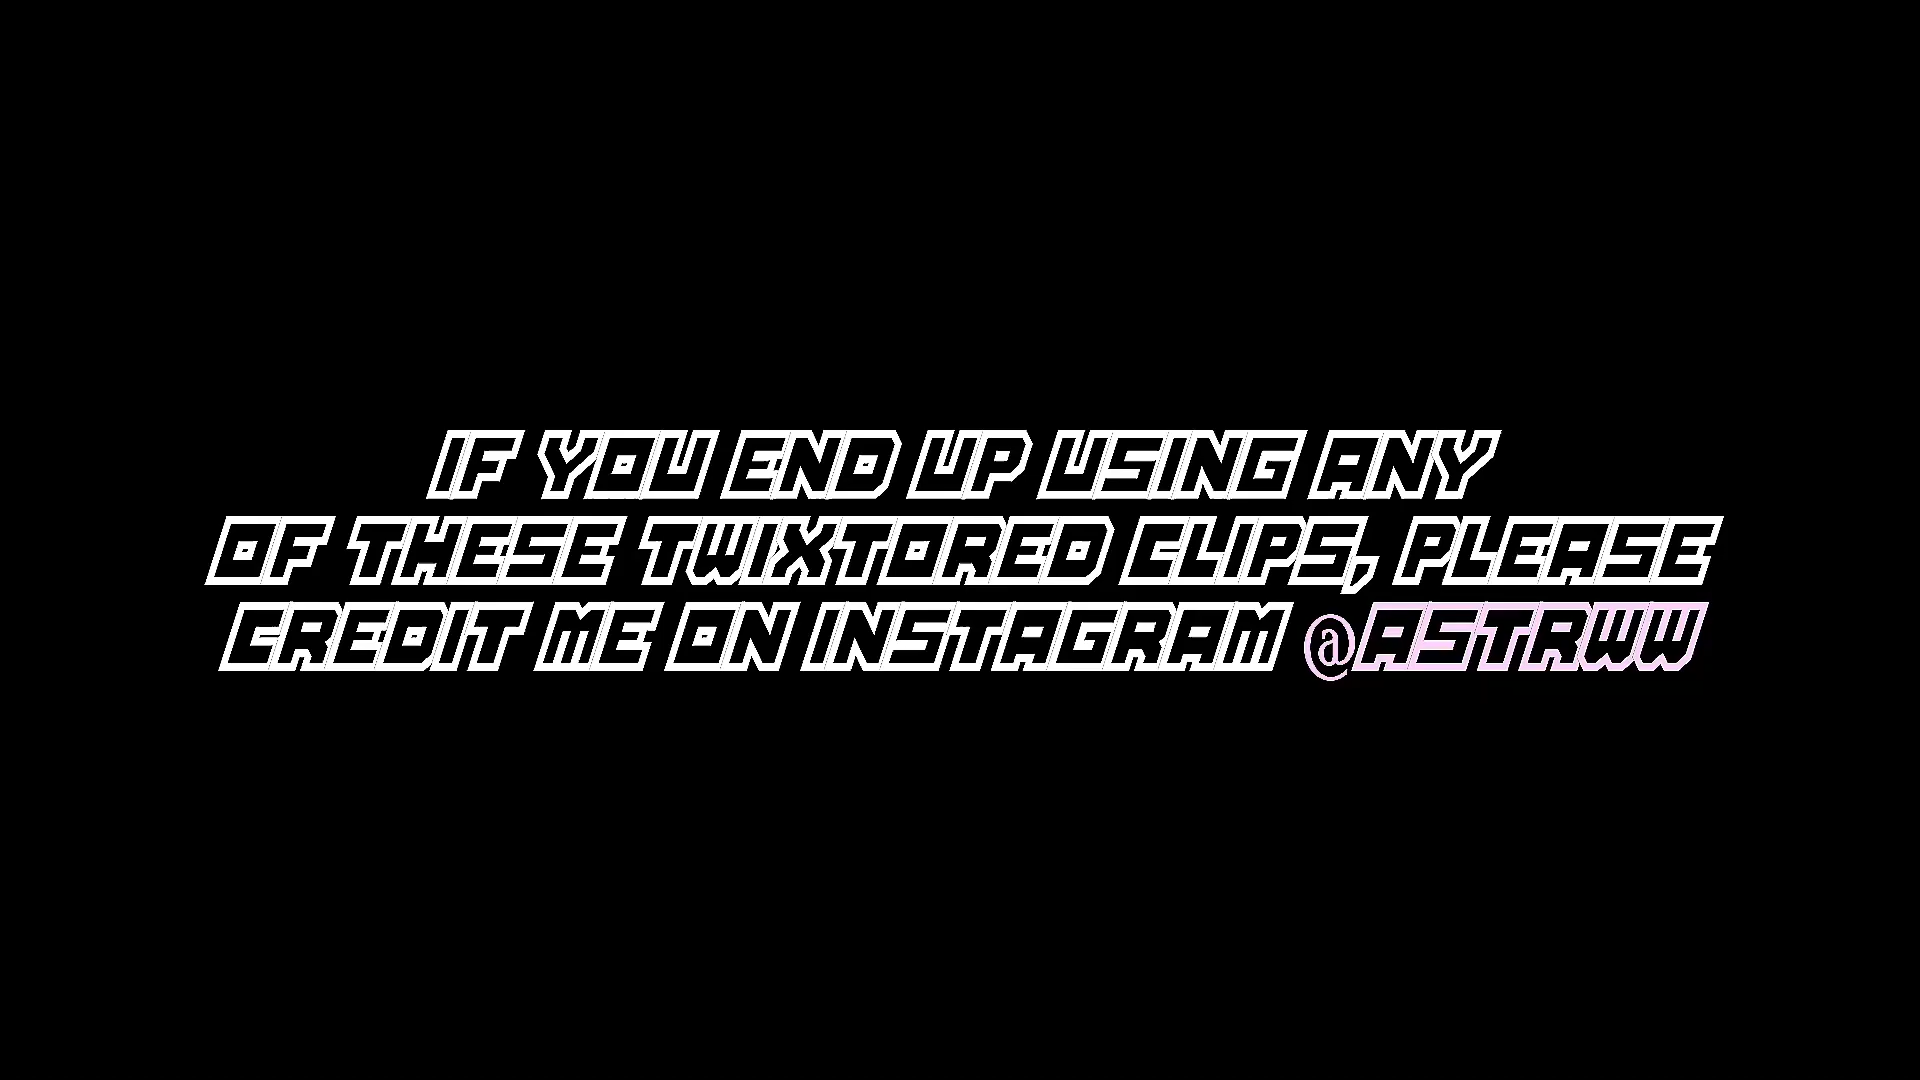 IF YOU END UP USING ANY
OF THESE TWIXTORED CLIPS, PLEASE
CREDIT ME ON INSTAGRAM @ASTRWW